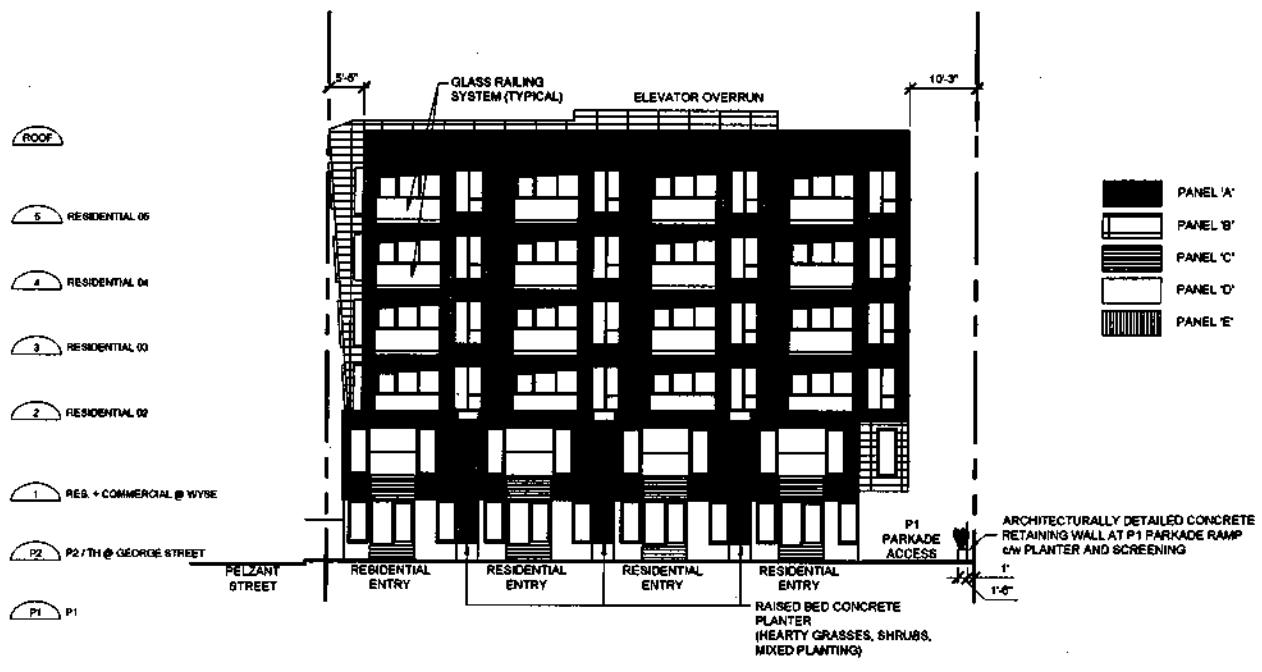 5'-6"
GLASS RAILING
SYSTEM (TYPICAL)
ELEVATOR OVERRUN
10'-3"
ROOF
5 RESIDENTIAL 05
4 RESIDENTIAL 04
3 RESIDENTIAL 03
2 RESIDENTIAL 02
1 RES. + COMMERCIAL @ WYSE
P2 P2 / TH @ GEORGE STREET
P1 P1
PANEL 'A'
PANEL 'B'
PANEL 'C'
PANEL 'D'
PANEL 'E'
PELZANT
STREET
RESIDENTIAL
ENTRY
RESIDENTIAL
ENTRY
RESIDENTIAL
ENTRY
RESIDENTIAL
ENTRY
P1
PARKADE
ACCESS
ARCHITECTURALLY DETAILED CONCRETE
RETAINING WALL AT P1 PARKADE RAMP
c/w PLANTER AND SCREENING
1'
1'-6"
RAISED BED CONCRETE
PLANTER
(HEARTY GRASSES, SHRUBS,
MIXED PLANTING)